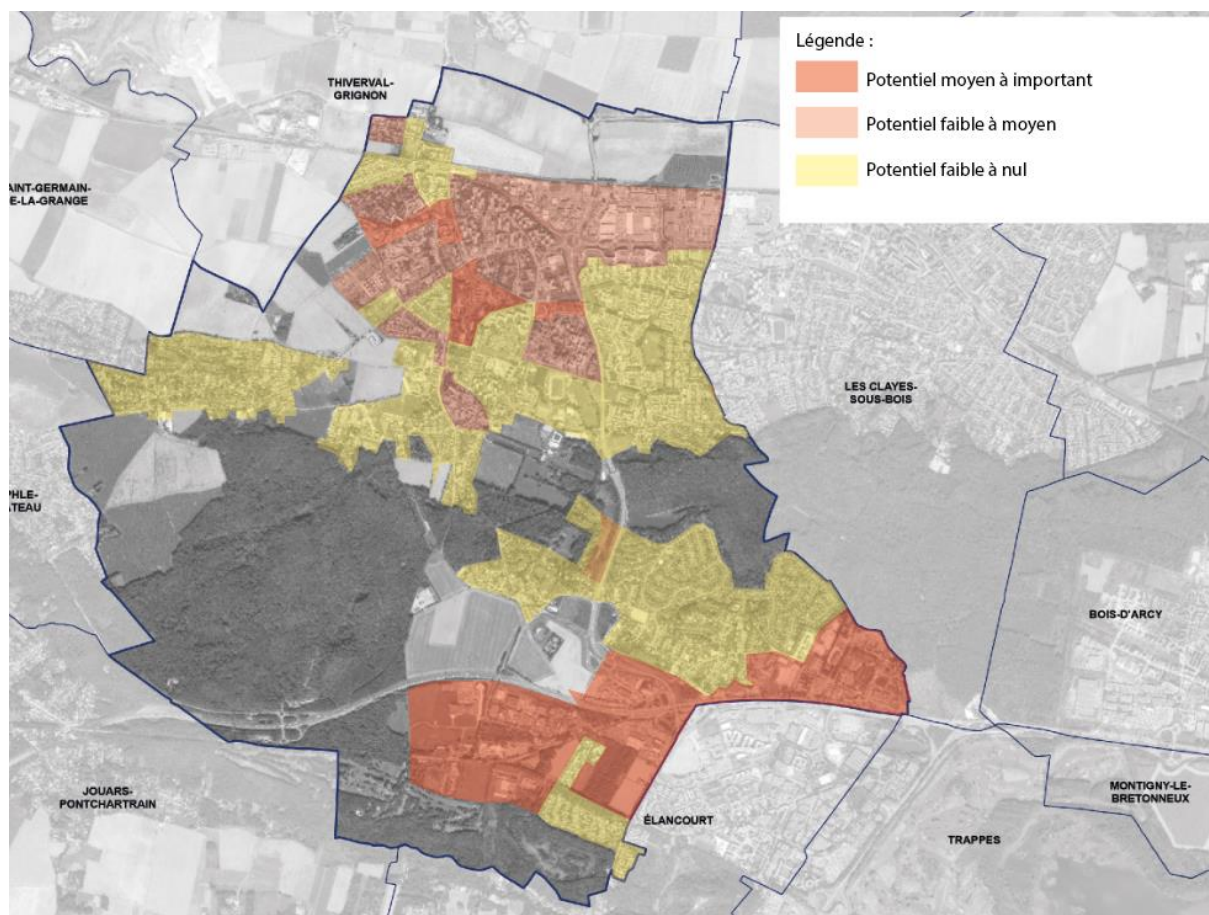 Légende :
Potentiel moyen à important
Potentiel faible à moyen
Potentiel faible à nul
THIVERVAL-
GRIGNON
AINT-GERMAIN-
E-LA-GRANGE
LES CLAYES-
SOUS-BOIS
PHLE-
ATEAU
BOIS-D'ARCY
JOUARS-
PONTCHARTRAIN
ÉLANCOURT
MONTIGNY-LE-
BRETONNEUX
TRAPPES